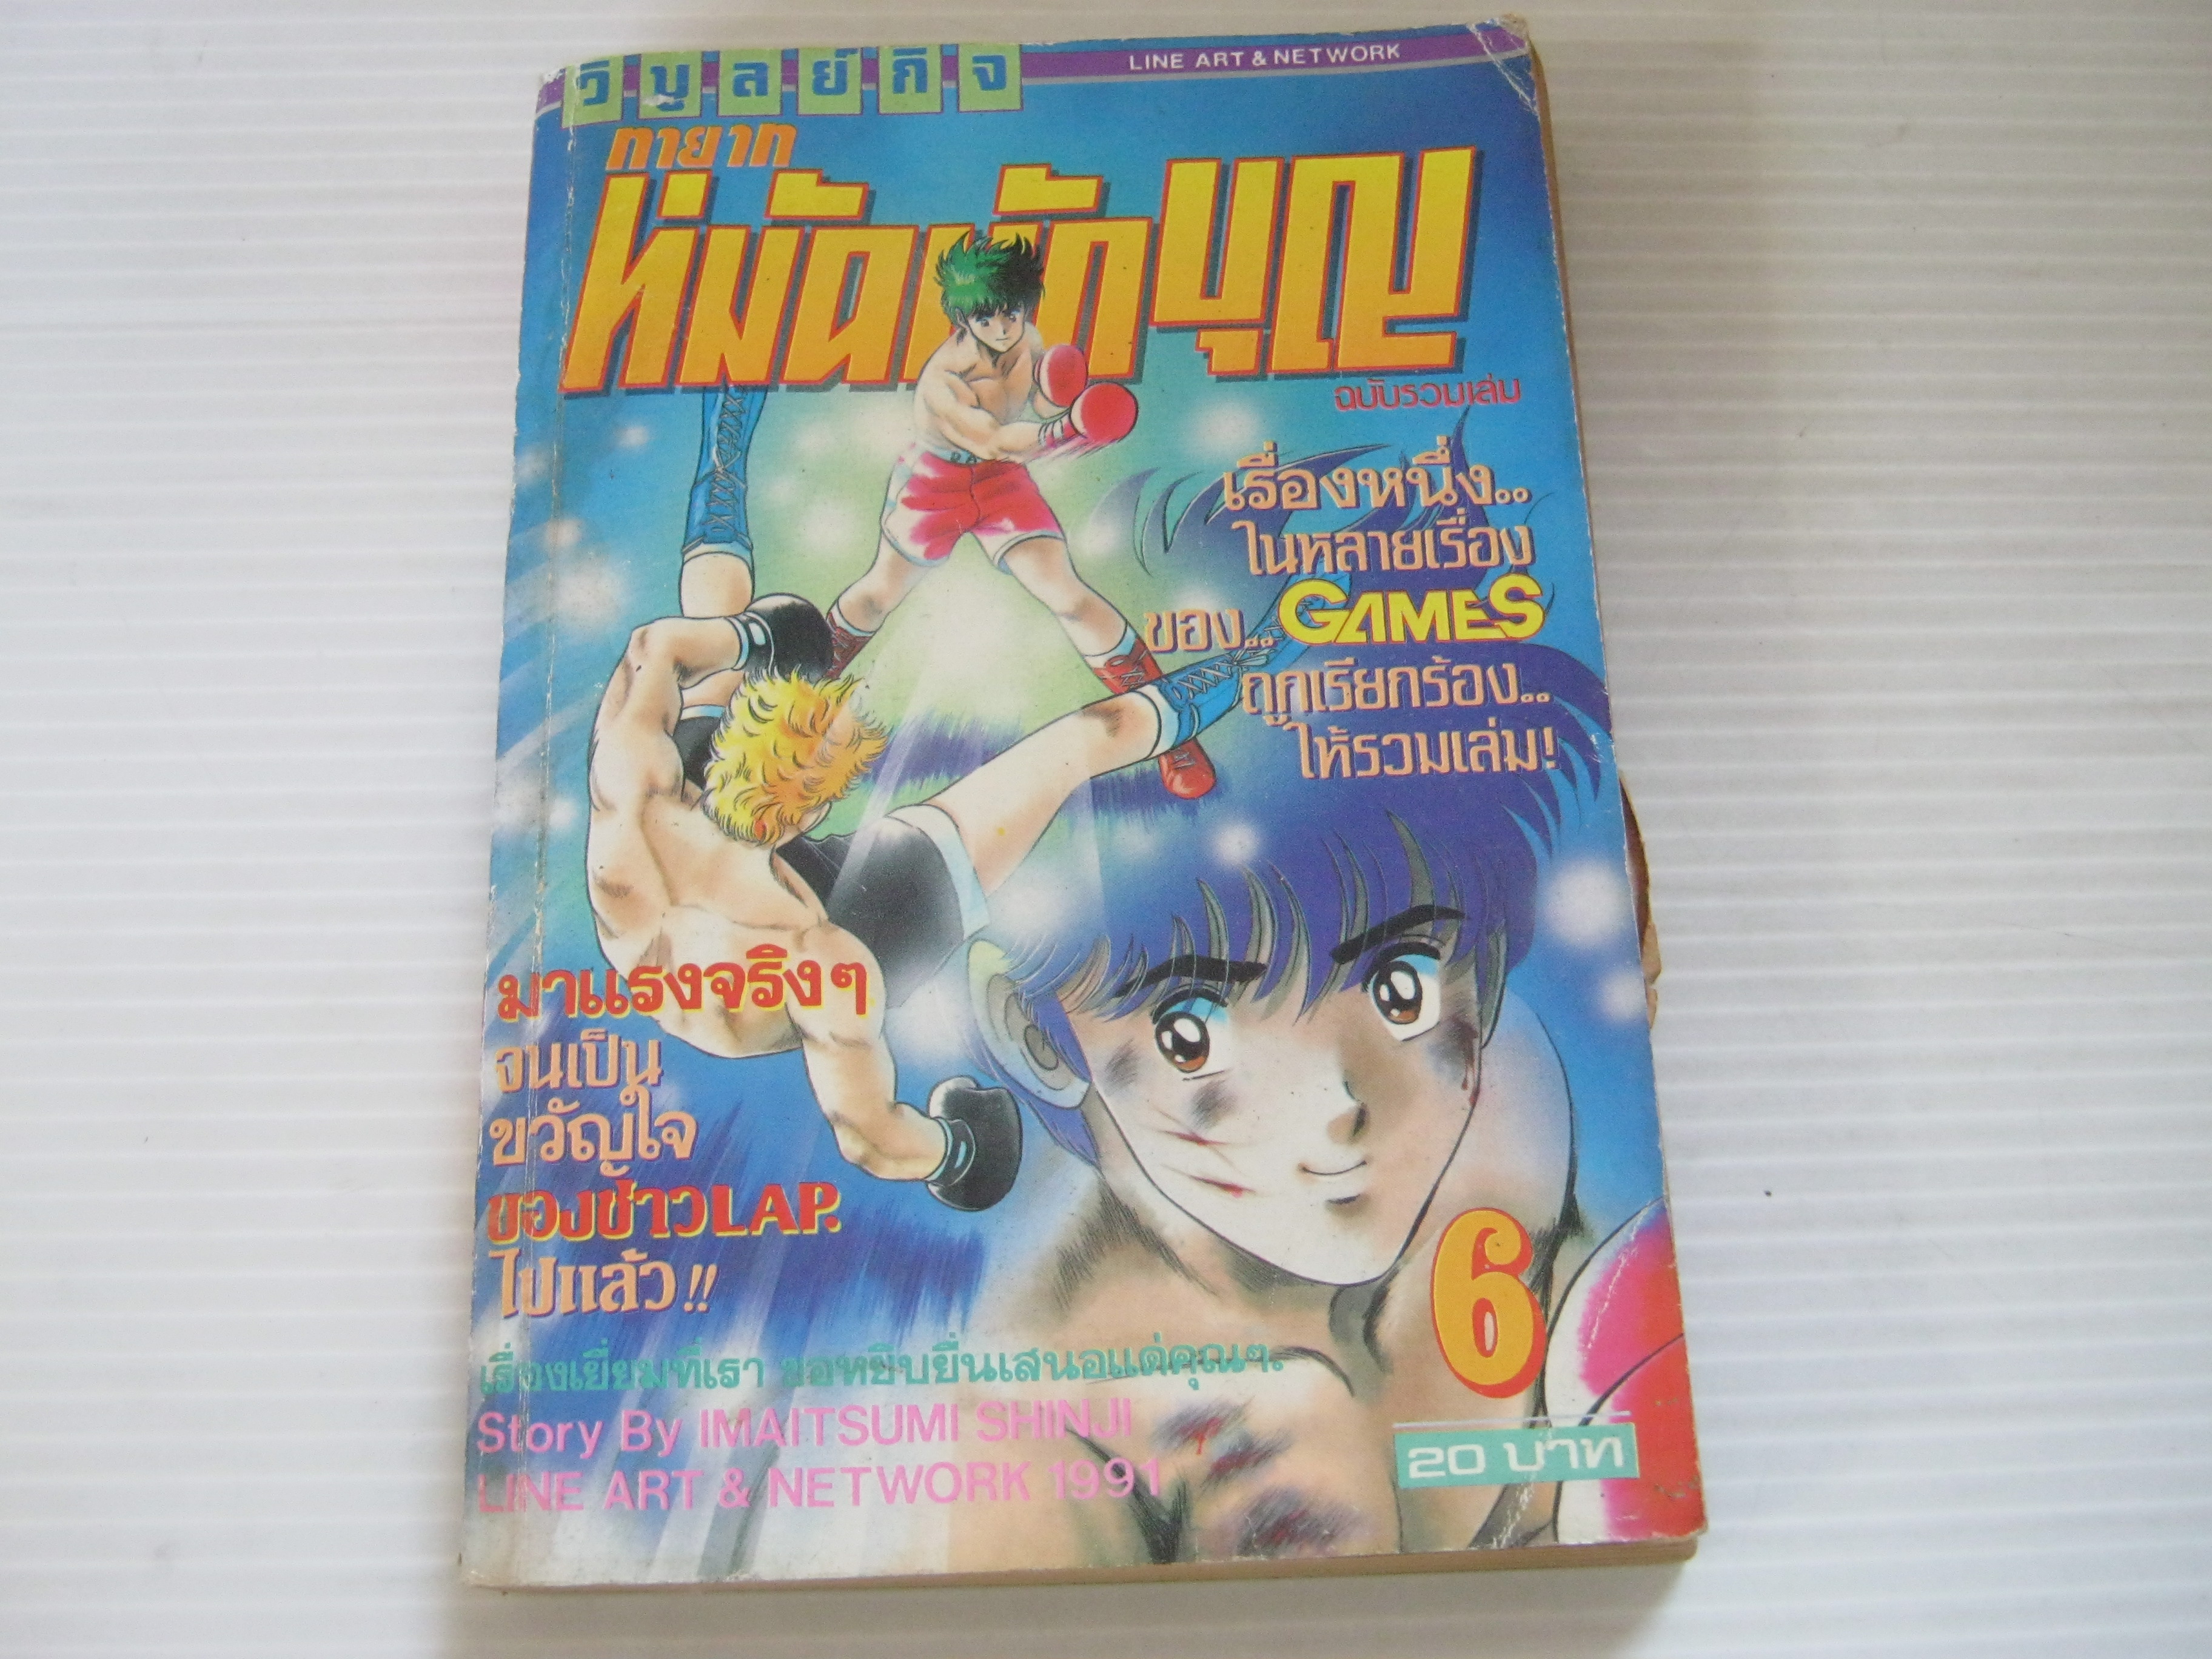 วิบูลย์กิจ
LINE ART & NETWORK
ทายาท
หมัดนักบุญ
ฉบับรวมเล่ม
เรื่องหนึ่ง..
ในหลายเรื่อง
ของ.. GAMES
ถูกเรียกร้อง..
ให้รวมเล่ม!
มาแรงจริงๆ
จนเป็น
ขวัญใจ
ของชาว LAP.
ไปแล้ว!!
เรื่องเยี่ยมที่เรา ขอหยิบยื่นเสนอแด่คุณๆ.
Story By IMAITSUMI SHINJI
LINE ART & NETWORK 1991
6
20 บาท